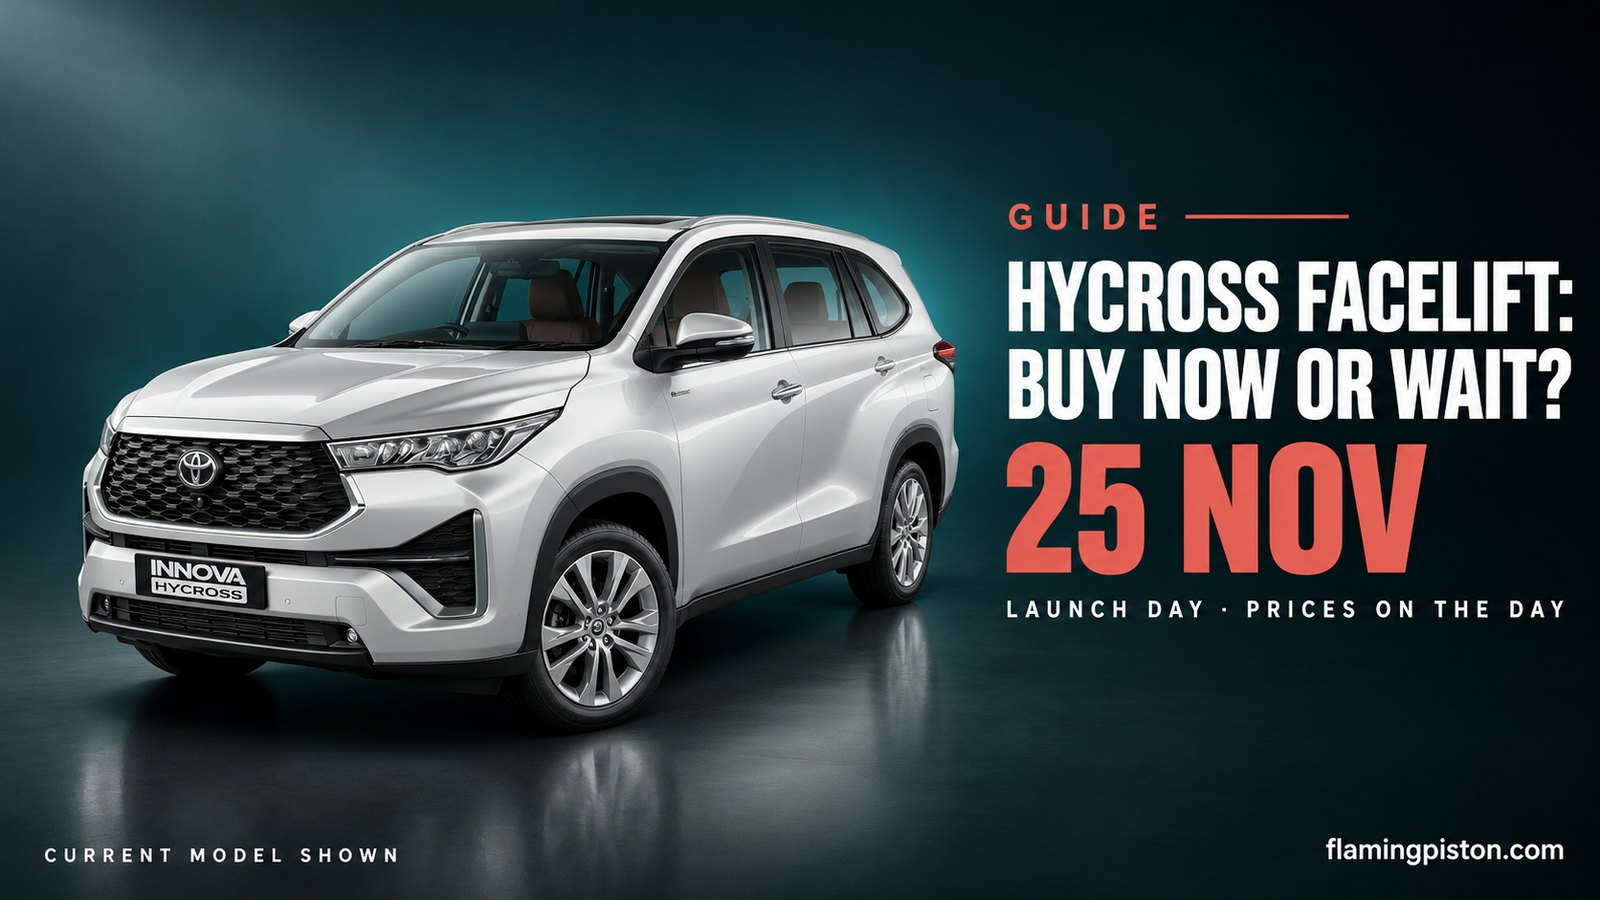 GUIDE
HYCROSS FACELIFT:
BUY NOW OR WAIT?
25 NOV
LAUNCH DAY · PRICES ON THE DAY
INNOVA
HYCROSS
CURRENT MODEL SHOWN
flamingpiston.com